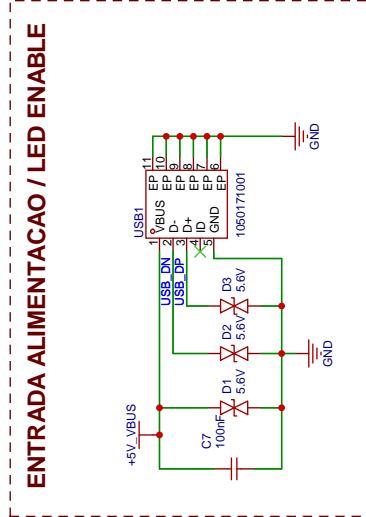 ENTRADA ALIMENTACAO / LED ENABLE
+5V_VBUS
C7
100nF
D1
5.6V
D2
5.6V
D3
5.6V
GND
USB_DN
USB_DP
USB1
1 VBUS
2 D-
3 D+
4 ID
5 GND
11 EP
10 EP
9 EP
8 EP
7 EP
6 EP
1050171001
GND